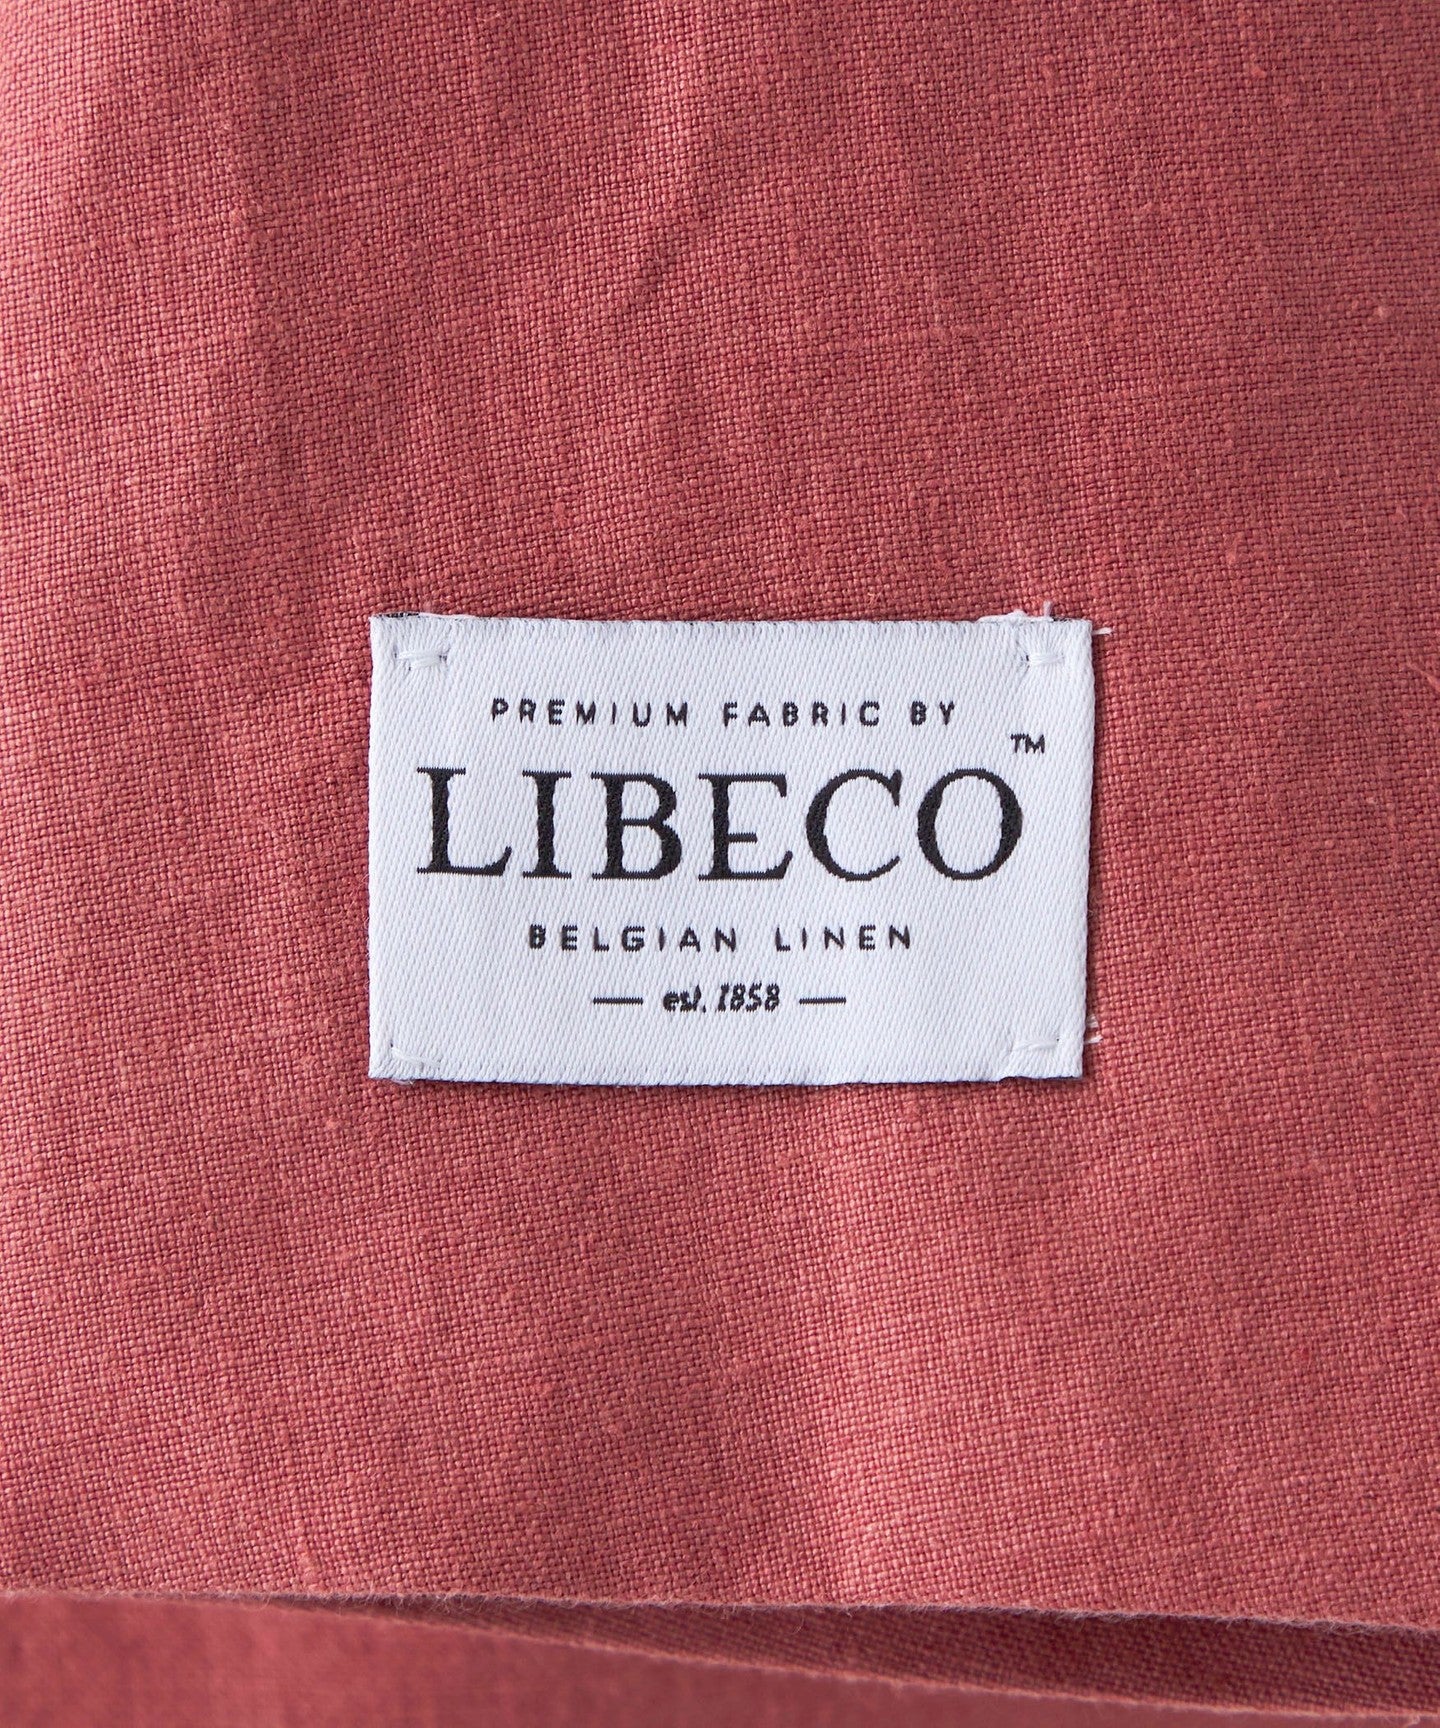 PREMIUM FABRIC BY
LIBECO™
BELGIAN LINEN
— est. 1858 —